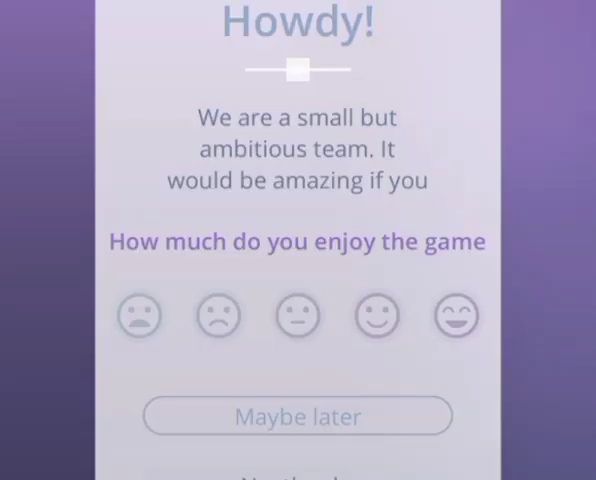 Howdy!
We are a small but
ambitious team. It
would be amazing if you
How much do you enjoy the game
Maybe later